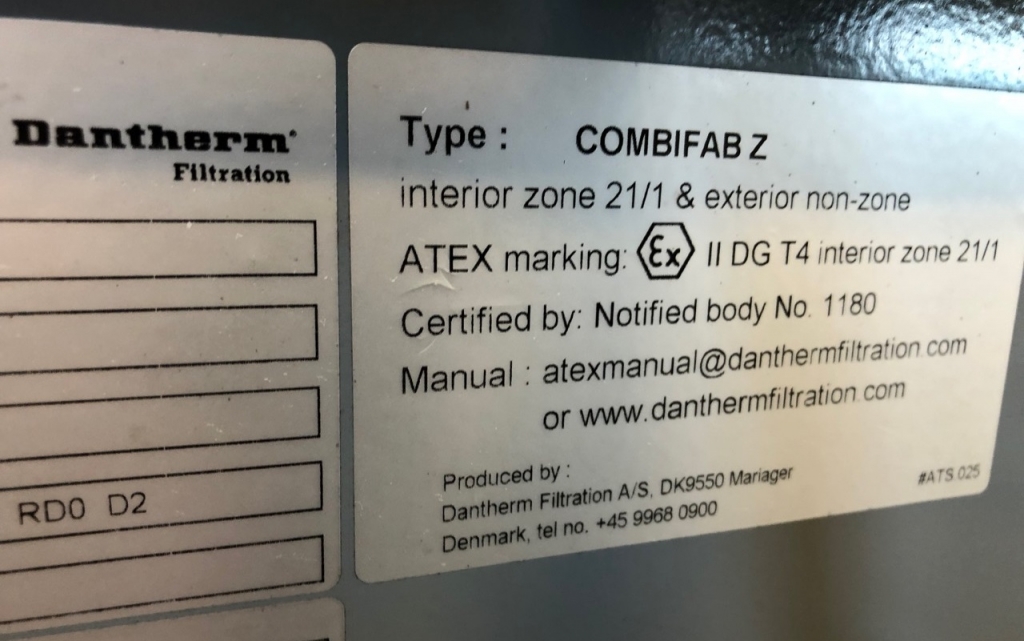 Dantherm
Filtration
RD0 D2
Type : COMBIFAB Z
interior zone 21/1 & exterior non-zone
ATEX marking: Ex II DG T4 interior zone 21/1
Certified by: Notified body No. 1180
Manual : atexmanual@danthermfiltration.com
or www.danthermfiltration.com
Produced by :
Dantherm Filtration A/S, DK9550 Mariager
Denmark, tel no. +45 9968 0900
#ATS 025